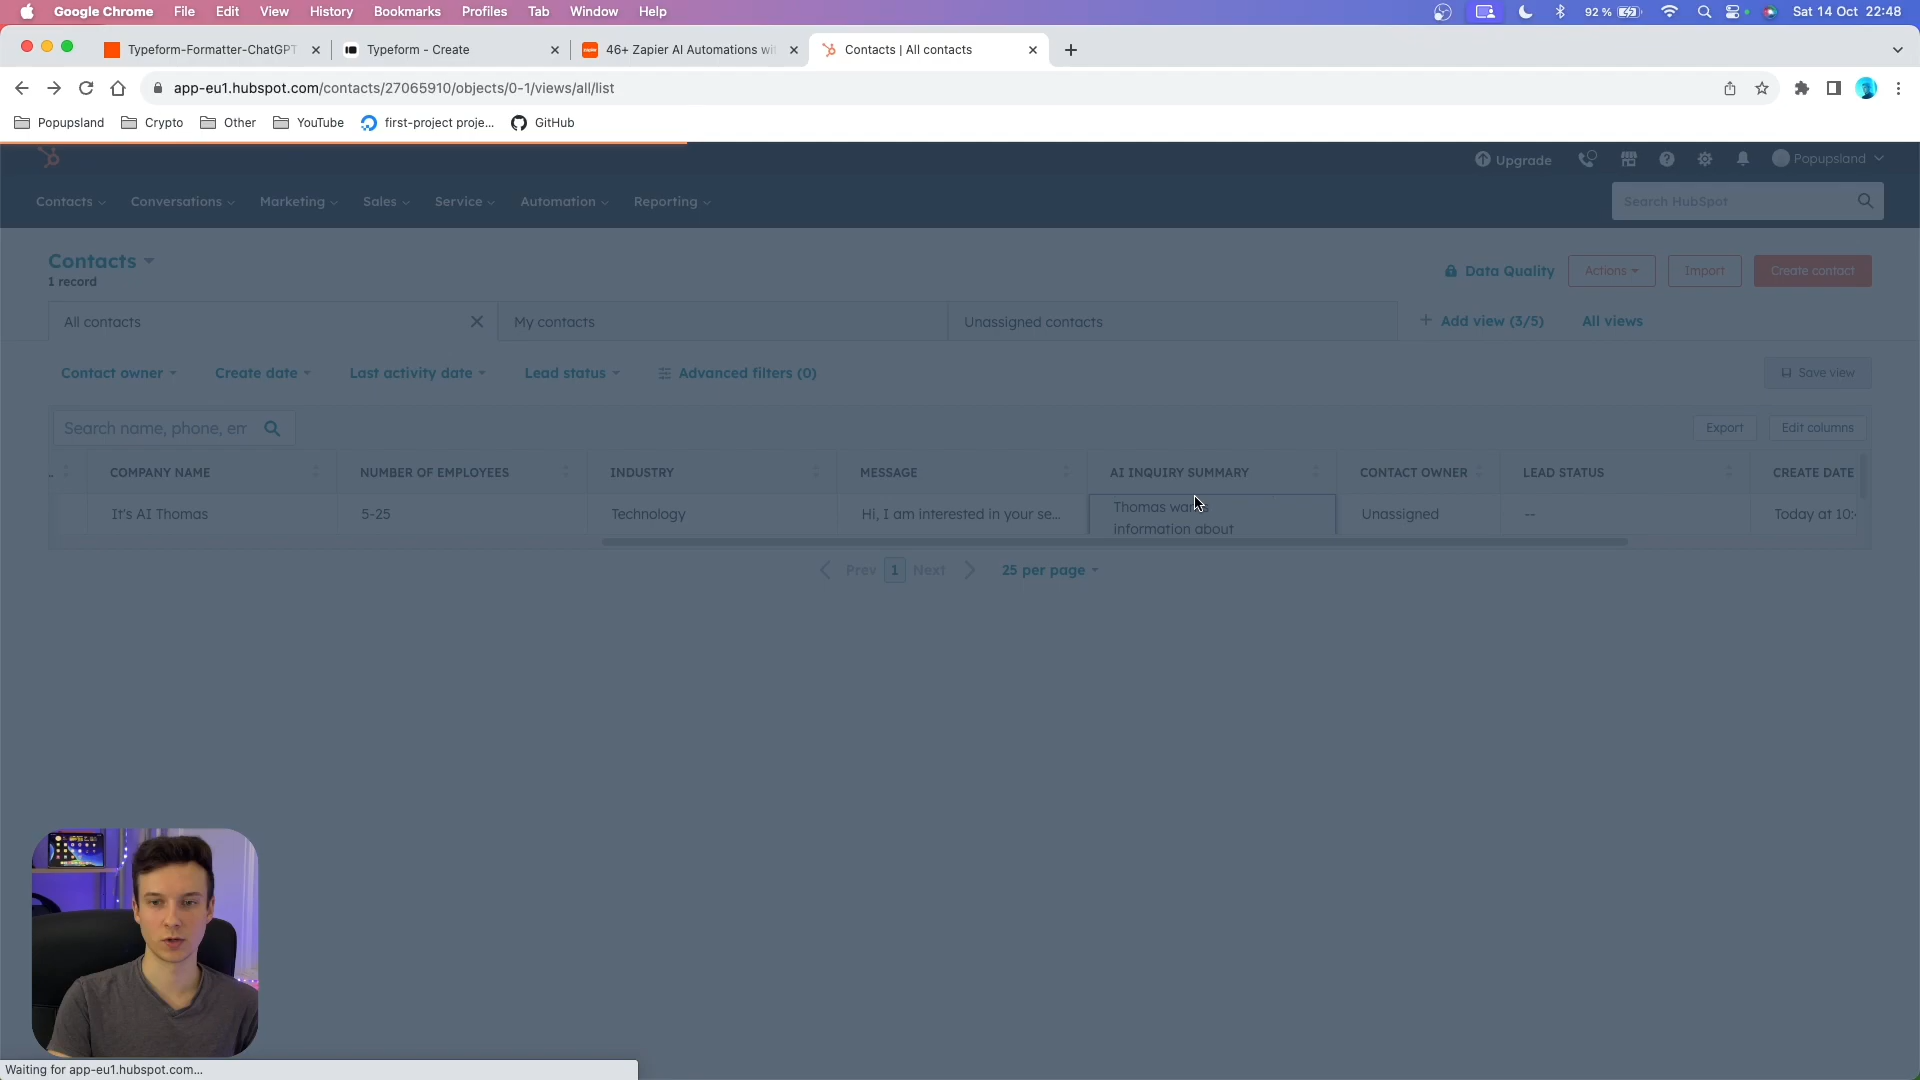 Google Chrome File Edit View History Bookmarks Profiles Tab Window Help 92 % Sat 14 Oct 22:48
Typeform-Formatter-ChatGPT Typeform - Create 46+ Zapier AI Automations wi Contacts | All contacts
app-eu1.hubspot.com/contacts/27065910/objects/0-1/views/all/list
Popupsland Crypto Other YouTube first-project proje... GitHub
Upgrade Popupsland
Contacts Conversations Marketing Sales Service Automation Reporting Search HubSpot
Contacts
1 record
Data Quality Actions Import Create contact
All contacts My contacts Unassigned contacts + Add view (3/5) All views
Contact owner Create date Last activity date Lead status Advanced filters (0) Save view
Search name, phone, em Export Edit columns
COMPANY NAME NUMBER OF EMPLOYEES INDUSTRY MESSAGE AI INQUIRY SUMMARY CONTACT OWNER LEAD STATUS CREATE DATE
It's AI Thomas 5-25 Technology Hi, I am interested in your se... Thomas wants Unassigned -- Today at 10:
information about
Prev 1 Next 25 per page
Waiting for app-eu1.hubspot.com...